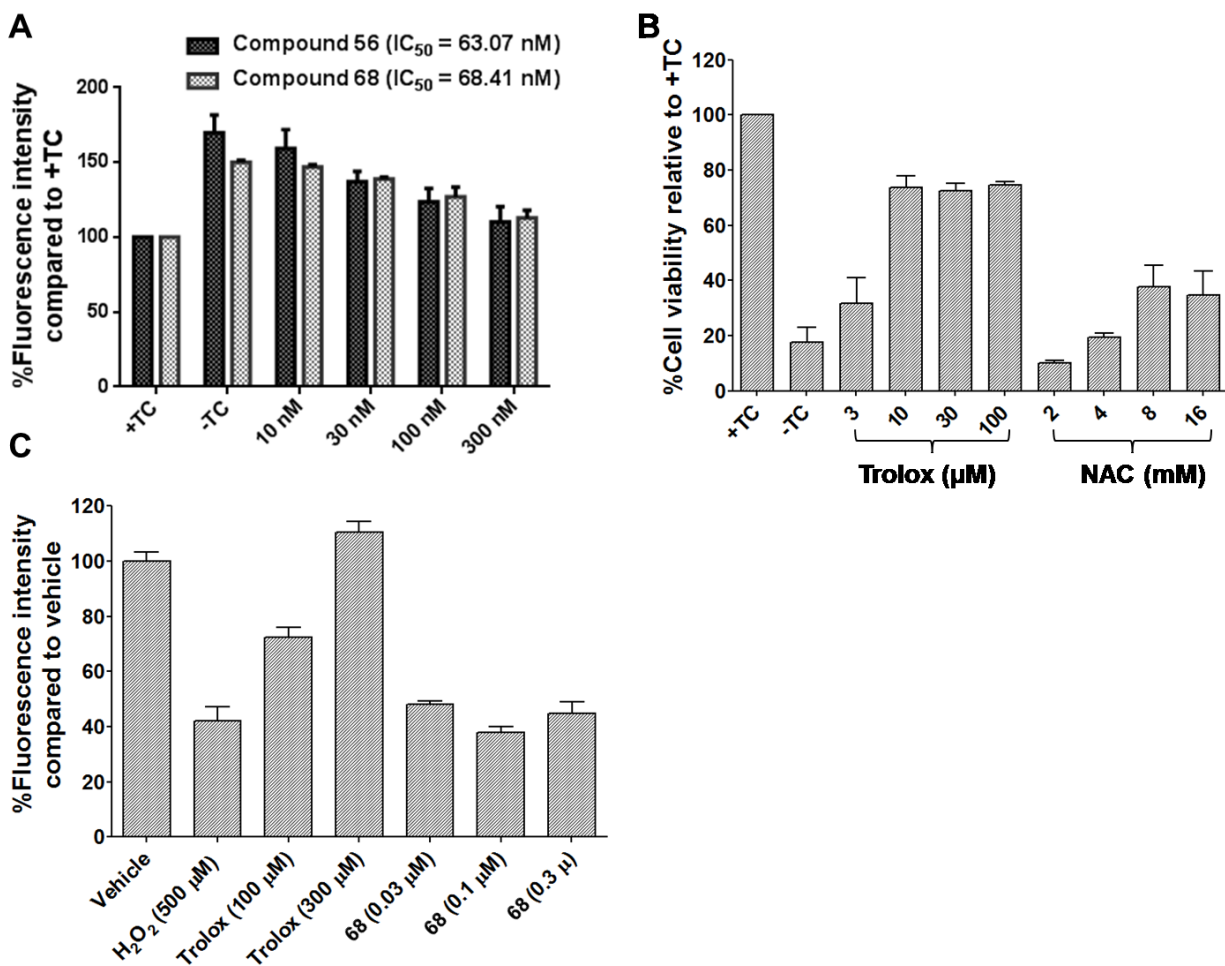 A
Compound 56 (IC50 = 63.07 nM)
Compound 68 (IC50 = 68.41 nM)
%Fluorescence intensity
compared to +TC
200
150
100
50
0
+TC
-TC
10 nM
30 nM
100 nM
300 nM
B
%Cell viability relative to +TC
120
100
80
60
40
20
0
+TC
-TC
3
10
30
100
2
4
8
16
Trolox (μM)
NAC (mM)
C
%Fluorescence intensity
compared to vehicle
120
100
80
60
40
20
0
Vehicle
H2O2 (500 μM)
Trolox (100 μM)
Trolox (300 μM)
68 (0.03 μM)
68 (0.1 μM)
68 (0.3 μ)